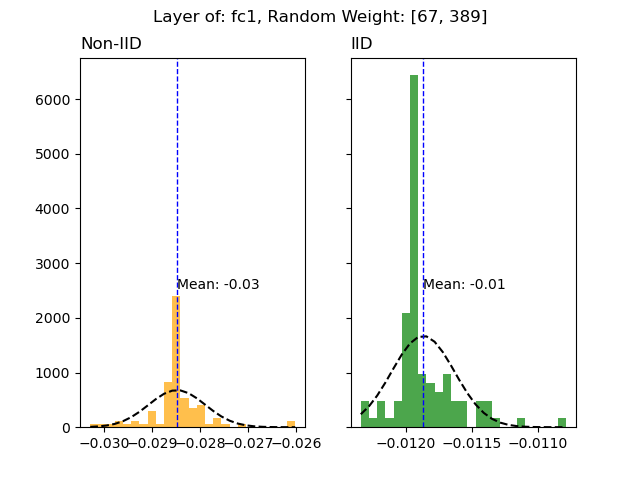 Layer of: fc1, Random Weight: [67, 389]
Non-IID
IID
6000
5000
4000
3000
2000
1000
0
Mean: -0.03
Mean: -0.01
−0.030 −0.029 −0.028 −0.027 −0.026
−0.0120 −0.0115 −0.0110